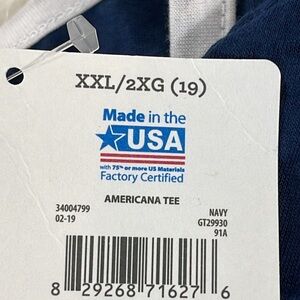 XXL/2XG (19)
Made in the
USA
with 75% or more US Materials
Factory Certified
AMERICANA TEE
34004799
NAVY
02-19
GT29930
91A
8 29268 71627 6